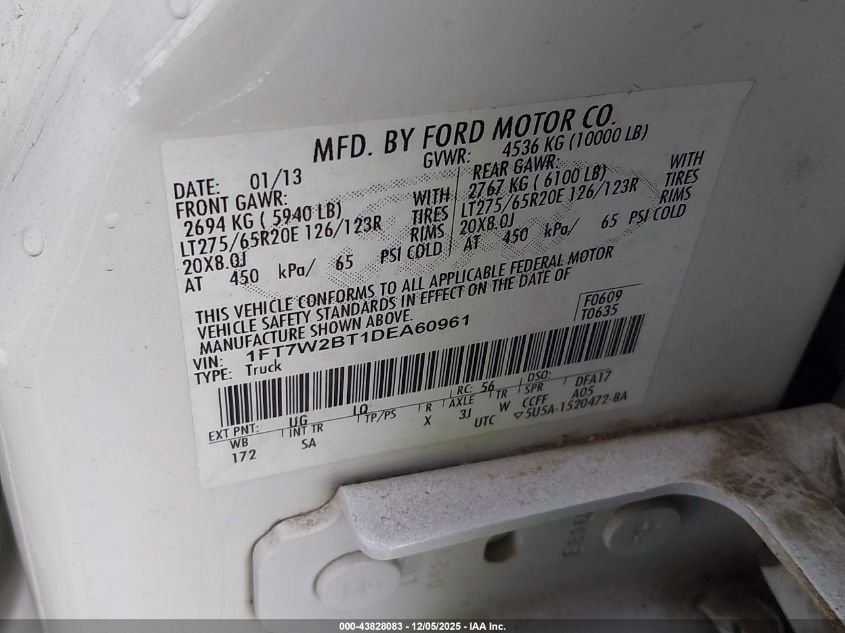 MFD. BY FORD MOTOR CO.
DATE: 01/13 GVWR: 4536 KG (10000 LB)
FRONT GAWR: REAR GAWR:
2694 KG ( 5940 LB) WITH 2767 KG ( 6100 LB) WITH
LT275/65R20E 126/123R TIRES LT275/65R20E 126/123R TIRES
20X8.0J RIMS 20X8.0J RIMS
AT 450 kPa/ 65 PSI COLD AT 450 kPa/ 65 PSI COLD
THIS VEHICLE CONFORMS TO ALL APPLICABLE FEDERAL MOTOR
VEHICLE SAFETY STANDARDS IN EFFECT ON THE DATE OF
MANUFACTURE SHOWN ABOVE.
VIN: 1FT7W2BT1DEA60961
TYPE: Truck
F0609
T0635
EXT PNT: UG LQ RC: 56 DSO: DFA17
WB INT TR TP/PS R AXLE TR SPR A05
172 SA X 3J W CCFF
UTC ▽5U5A-1520472-BA
000-43828083 - 12/05/2025 - IAA Inc.